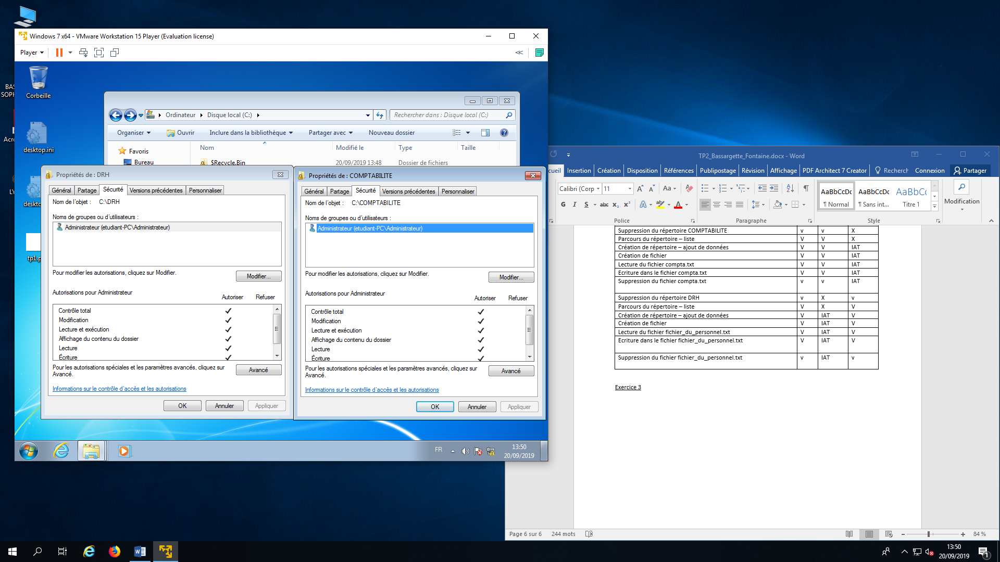 Windows 7 x64 - VMware Workstation 15 Player (Evaluation license)
Player
Corbeille
desktop.ini
Ordinateur Disque local (C:)
Rechercher dans : Disque local (C:)
Organiser Ouvrir Inclure dans la bibliothèque Partager avec Nouveau dossier
Nom Modifié le Type Taille
Favoris
Bureau
$Recycle.Bin 20/09/2019 13:48 Dossier de fichiers
Propriétés de : DRH
Général Partage Sécurité Versions précédentes Personnaliser
Nom de l'objet : C:\DRH
Noms de groupes ou d'utilisateurs :
Administrateur (etudiant-PC\Administrateur)
Pour modifier les autorisations, cliquez sur Modifier.
Modifier...
Autorisations pour Administrateur
Autoriser Refuser
Contrôle total
Modification
Lecture et exécution
Affichage du contenu du dossier
Lecture
Écriture
Pour les autorisations spéciales et les paramètres avancés, cliquez sur
Avancé.
Avancé
Informations sur le contrôle d'accès et les autorisations
OK Annuler Appliquer
Propriétés de : COMPTABILITE
Général Partage Sécurité Versions précédentes Personnaliser
Nom de l'objet : C:\COMPTABILITE
Noms de groupes ou d'utilisateurs :
Administrateur (etudiant-PC\Administrateur)
Pour modifier les autorisations, cliquez sur Modifier.
Modifier...
Autorisations pour Administrateur
Autoriser Refuser
Contrôle total
Modification
Lecture et exécution
Affichage du contenu du dossier
Lecture
Écriture
Pour les autorisations spéciales et les paramètres avancés, cliquez sur
Avancé.
Avancé
Informations sur le contrôle d'accès et les autorisations
OK Annuler Appliquer
FR
13:50
20/09/2019
TP2_Bassargette_Fontaine.docx - Word
Insertion Création Disposition Références Publipostage Révision Affichage PDF Architect 7 Creator Recherch Connexion Partager
Calibri (Corp 11
G I S abc x₂ x²
AaBbCcDc AaBbCcDc AaBbCc
¶ Normal ¶ Sans int... Titre 1
Modification
Police Paragraphe Style
Suppression du répertoire COMPTABILITE v v X
Parcours du répertoire – liste V V X
Création de répertoire – ajout de données V V IAT
Création de fichier V V IAT
Lecture du fichier compta.txt V V IAT
Ecriture dans le fichier compta.txt V V IAT
Suppression du fichier compta.txt v v IAT
Suppression du répertoire DRH v X v
Parcours du répertoire – liste V X V
Création de répertoire – ajout de données V IAT V
Création de fichier V IAT V
Lecture du fichier fichier_du_personnel.txt V IAT V
Ecriture dans le fichier fichier_du_personnel.txt V IAT V
Suppression du fichier fichier_du_personnel.txt v IAT v
Exercice 3
Page 6 sur 6 244 mots
84 %
13:50
20/09/2019
1